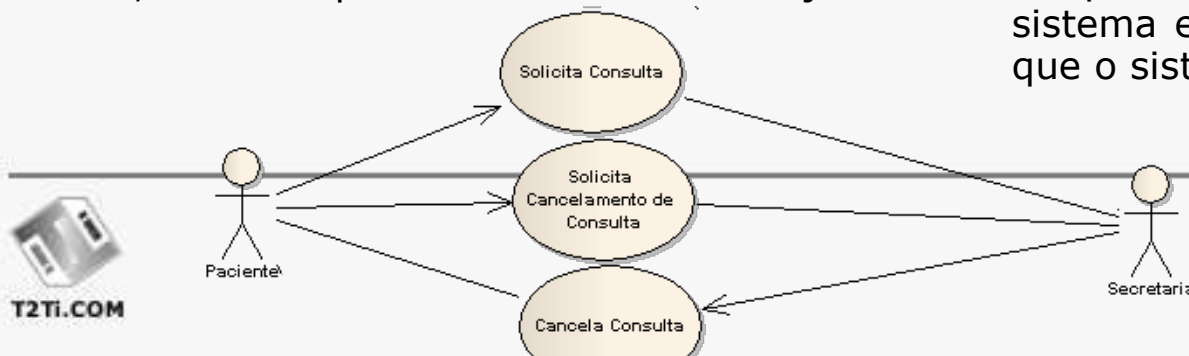 sistema e
que o sist
Solicita Consulta
Solicita
Cancelamento de
Consulta
Paciente
Secretaria
T2Ti.COM
Cancela Consulta